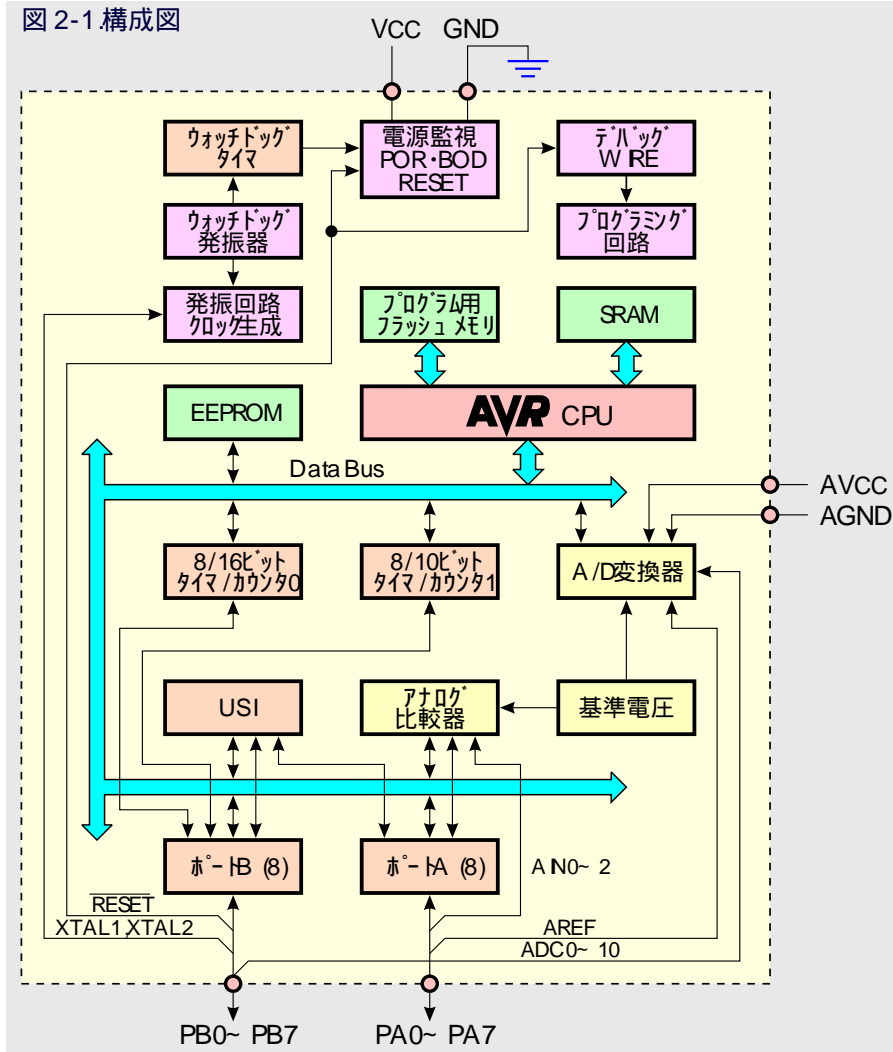 図 2-1.構成図
VCC GND
ウォッチドッグ
タイマ
電源監視
POR・BOD
RESET
デバッグ
WIRE
ウォッチドッグ
発振器
プログラミング
回路
発振回路
クロック生成
プログラム用
フラッシュ メモリ
SRAM
EEPROM
AVR CPU
Data Bus
AVCC
AGND
8/16ビット
タイマ/カウンタ0
8/10ビット
タイマ/カウンタ1
A/D変換器
USI
アナログ
比較器
基準電圧
ポートB (8)
ポートA (8)
AIN0~2
RESET
XTAL1,XTAL2
AREF
ADC0~10
PB0~PB7
PA0~PA7